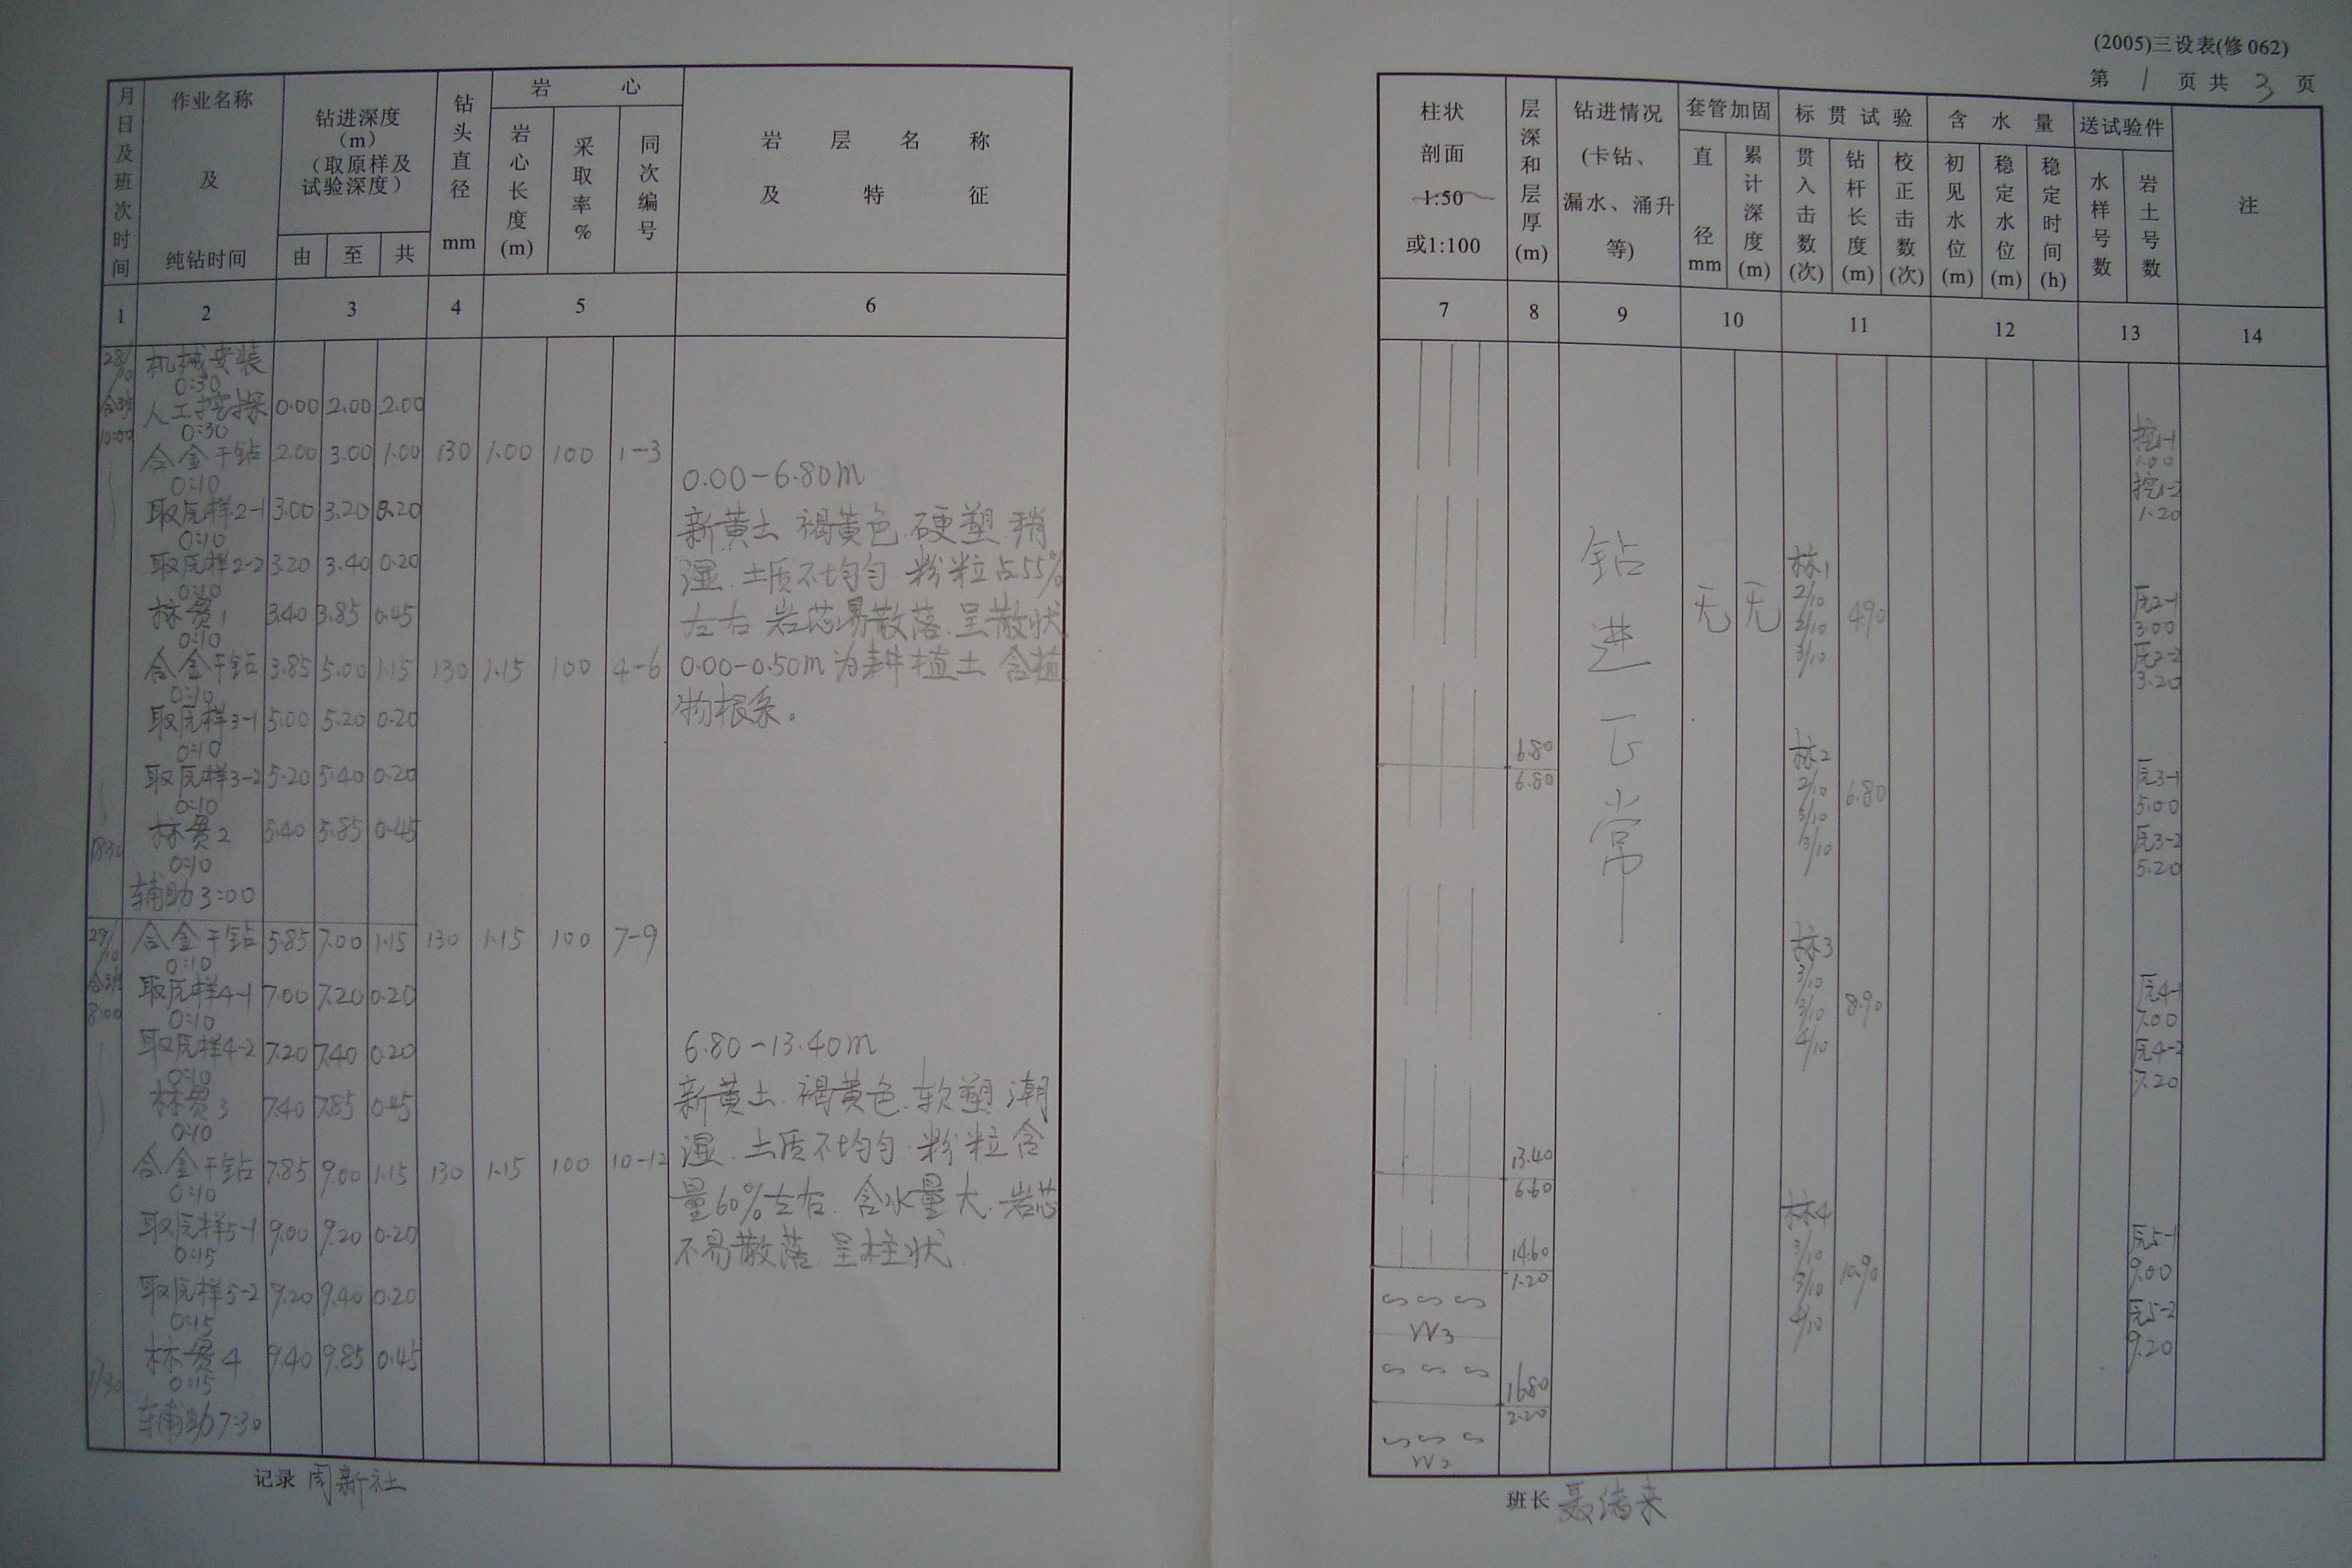 (2005)三设表(修 062)
第 1 页 共 3 页
月日及班次时间
作业名称
及
纯钻时间
钻进深度
(m)
(取原样及
试验深度)
由 至 共
钻头直径 mm
岩 心
岩心长度(m)
采取率%
同次编号
岩 层 名 称
及 特 征
1 2 3 4 5 6
28/10
机械安装
0:30
人工挖探 0.00 2.00 2.00
10:00
0:30
合金干钻 2.00 3.00 1.00 130 1.00 100 1-3
0:10
取原样2-1 3.00 3.20 0.20
0:10
取原样2-2 3.20 3.40 0.20
0:10
标贯1 3.40 3.85 0.45
0:10
合金干钻 3.85 5.00 1.15 130 1.15 100 4-6
0:10
取原样3-1 5.00 5.20 0.20
0:10
取原样3-2 5.20 5.40 0.20
0:10
标贯2 5.40 5.85 0.45
18:30
0:10
辅助3:00
29/10
合金干钻 5.85 7.00 1.15 130 1.15 100 7-9
0:10
取原样4-1 7.00 7.20 0.20
8:00
0:10
取原样4-2 7.20 7.40 0.20
0:10
标贯3 7.40 7.85 0.45
0:10
合金干钻 7.85 9.00 1.15 130 1.15 100 10-12
0:10
取原样5-1 9.00 9.20 0.20
0:15
取原样5-2 9.20 9.40 0.20
0:15
标贯4 9.40 9.85 0.45
0:15
17:30
辅助7:30
0.00-6.80m
新黄土.褐黄色.硬塑.稍
湿.土质不均匀.粉粒占55%
左右 岩芯易散落.呈散状
0.00-0.50m为耕植土 含植
物根系。
6.80-13.40m
新黄土.褐黄色.软塑 潮
湿.土质不均匀.粉粒含
量60%左右.含水量大.岩芯
不易散落.呈柱状.
记录 周新社
柱状
剖面
1:50
或1:100
层深和层厚(m)
钻进情况
(卡钻、
漏水、涌升
等)
套管加固
直径mm
累计深度(m)
标贯试验
贯入击数(次)
钻杆长度(m)
校正击数(次)
含水量
初见水位(m)
稳定水位(m)
稳定时间(h)
送试验件
水样号数
岩土号数
注
7 8 9 10 11 12 13 14
6.80
6.80
13.40
6.60
14.60
1.20
16.80
2.20
W3
W2
钻
进
正
常
无 无
标1
2/10
2/10 4.90
3/10
标2
2/10
3/10 6.80
3/10
标3
3/10
3/10 8.90
4/10
标4
3/10
3/10 10.90
4/10
挖1-1
1.00
挖1-2
1.20
原2-1
3.00
原2-2
3.20
原3-1
5.00
原3-2
5.20
原4-1
7.00
原4-2
7.20
原5-1
9.00
原5-2
9.20
班长